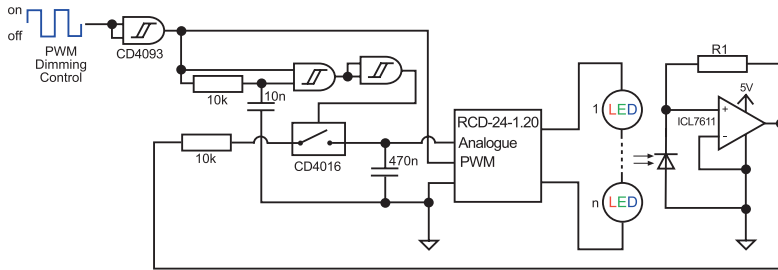 on
off
PWM
Dimming
Control
CD4093
10k
10n
10k
CD4016
470n
RCD-24-1.20
Analogue
PWM
1
LED
n
LED
R1
5V
+
ICL7611
-